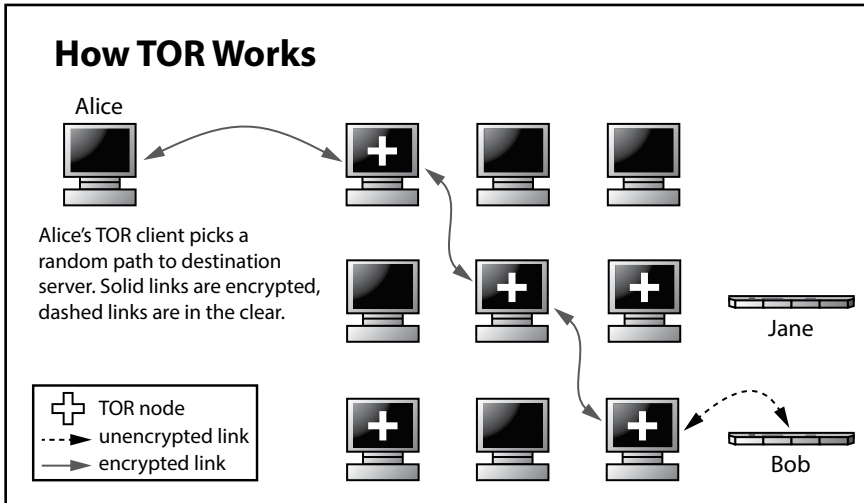 How TOR Works
Alice
Alice's TOR client picks a
random path to destination
server. Solid links are encrypted,
dashed links are in the clear.
Jane
TOR node
unencrypted link
encrypted link
Bob